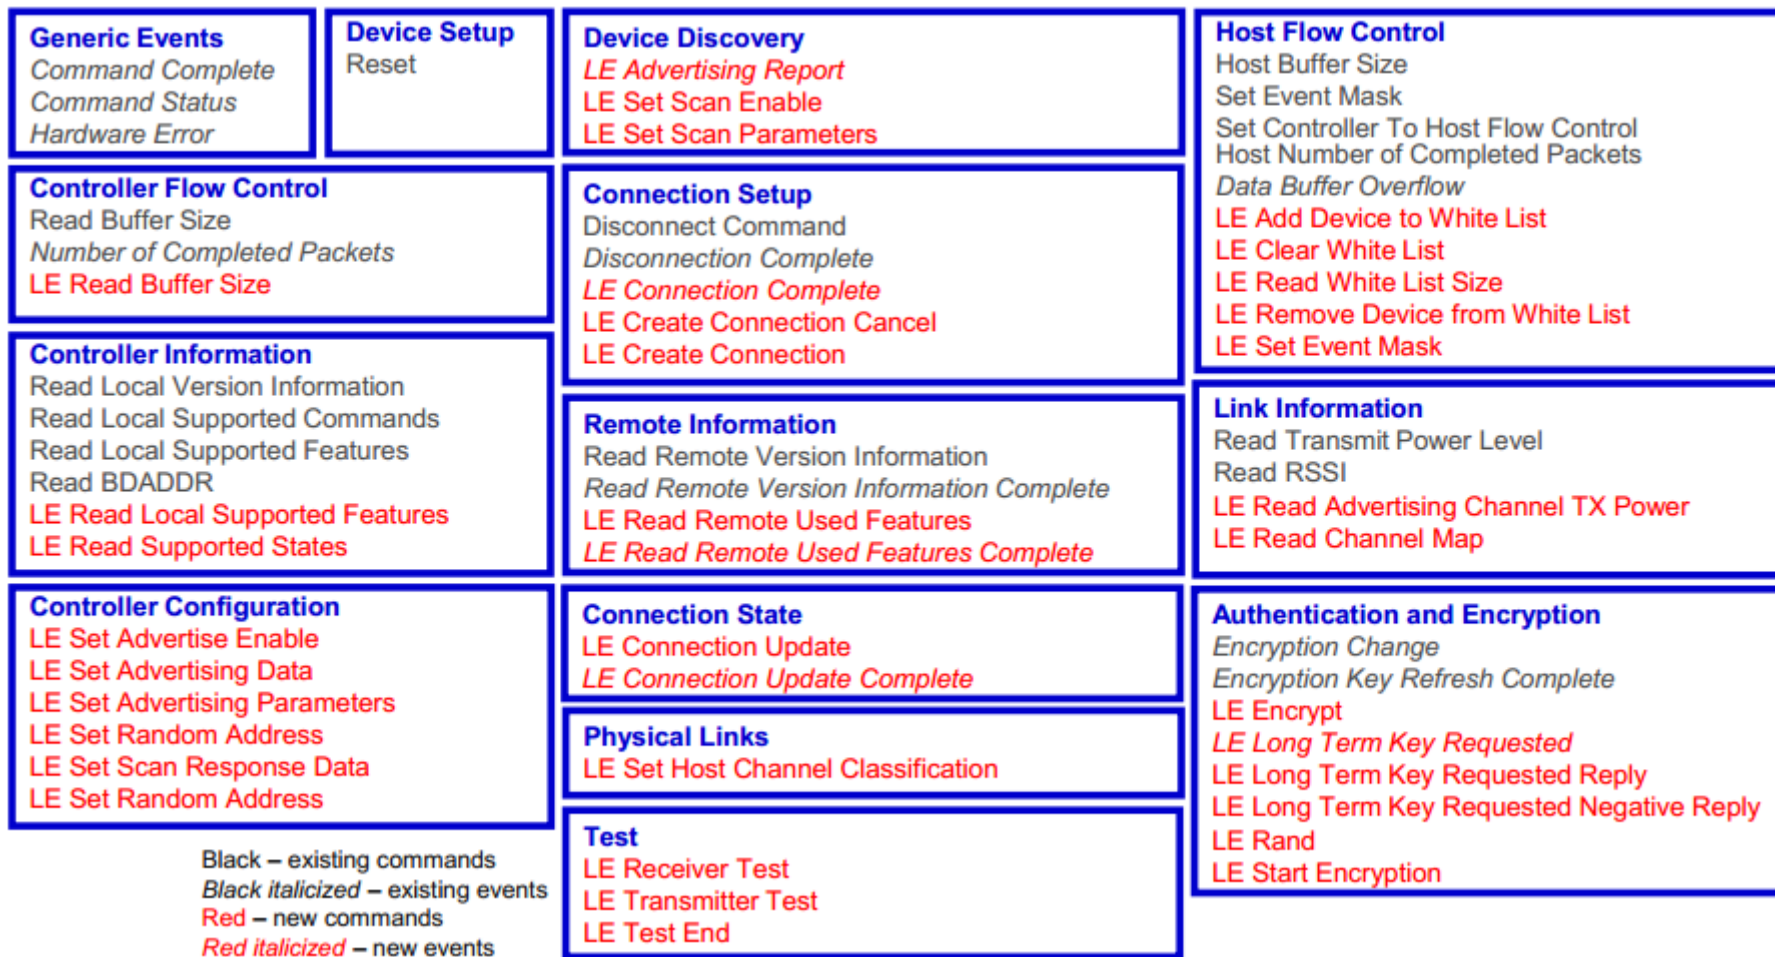 Generic Events
Command Complete
Command Status
Hardware Error
Device Setup
Reset
Controller Flow Control
Read Buffer Size
Number of Completed Packets
LE Read Buffer Size
Controller Information
Read Local Version Information
Read Local Supported Commands
Read Local Supported Features
Read BDADDR
LE Read Local Supported Features
LE Read Supported States
Controller Configuration
LE Set Advertise Enable
LE Set Advertising Data
LE Set Advertising Parameters
LE Set Random Address
LE Set Scan Response Data
LE Set Random Address
Black – existing commands
Black italicized – existing events
Red – new commands
Red italicized – new events
Device Discovery
LE Advertising Report
LE Set Scan Enable
LE Set Scan Parameters
Connection Setup
Disconnect Command
Disconnection Complete
LE Connection Complete
LE Create Connection Cancel
LE Create Connection
Remote Information
Read Remote Version Information
Read Remote Version Information Complete
LE Read Remote Used Features
LE Read Remote Used Features Complete
Connection State
LE Connection Update
LE Connection Update Complete
Physical Links
LE Set Host Channel Classification
Test
LE Receiver Test
LE Transmitter Test
LE Test End
Host Flow Control
Host Buffer Size
Set Event Mask
Set Controller To Host Flow Control
Host Number of Completed Packets
Data Buffer Overflow
LE Add Device to White List
LE Clear White List
LE Read White List Size
LE Remove Device from White List
LE Set Event Mask
Link Information
Read Transmit Power Level
Read RSSI
LE Read Advertising Channel TX Power
LE Read Channel Map
Authentication and Encryption
Encryption Change
Encryption Key Refresh Complete
LE Encrypt
LE Long Term Key Requested
LE Long Term Key Requested Reply
LE Long Term Key Requested Negative Reply
LE Rand
LE Start Encryption